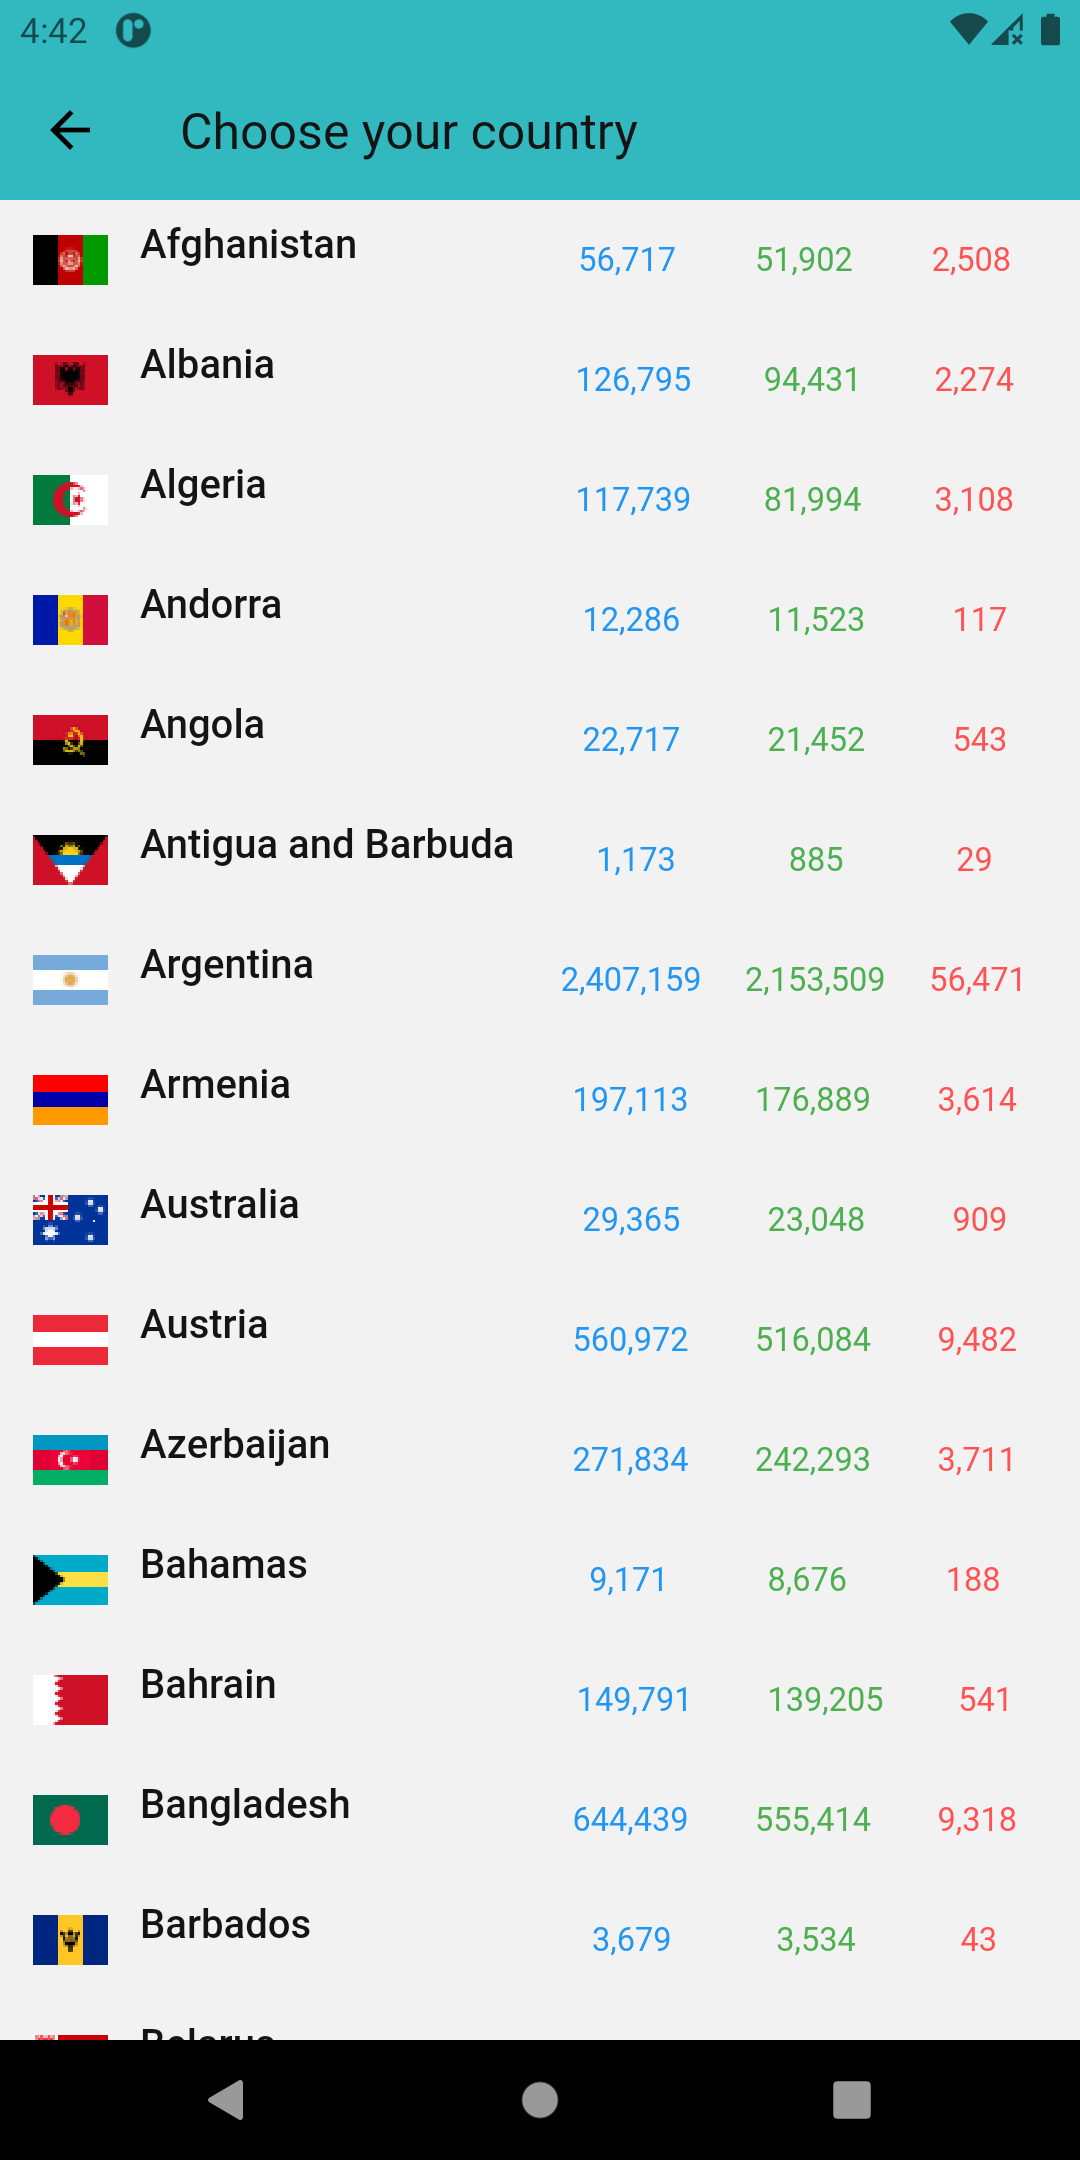 4:42
Choose your country
Afghanistan 56,717 51,902 2,508
Albania 126,795 94,431 2,274
Algeria 117,739 81,994 3,108
Andorra 12,286 11,523 117
Angola 22,717 21,452 543
Antigua and Barbuda 1,173 885 29
Argentina 2,407,159 2,153,509 56,471
Armenia 197,113 176,889 3,614
Australia 29,365 23,048 909
Austria 560,972 516,084 9,482
Azerbaijan 271,834 242,293 3,711
Bahamas 9,171 8,676 188
Bahrain 149,791 139,205 541
Bangladesh 644,439 555,414 9,318
Barbados 3,679 3,534 43
Belarus